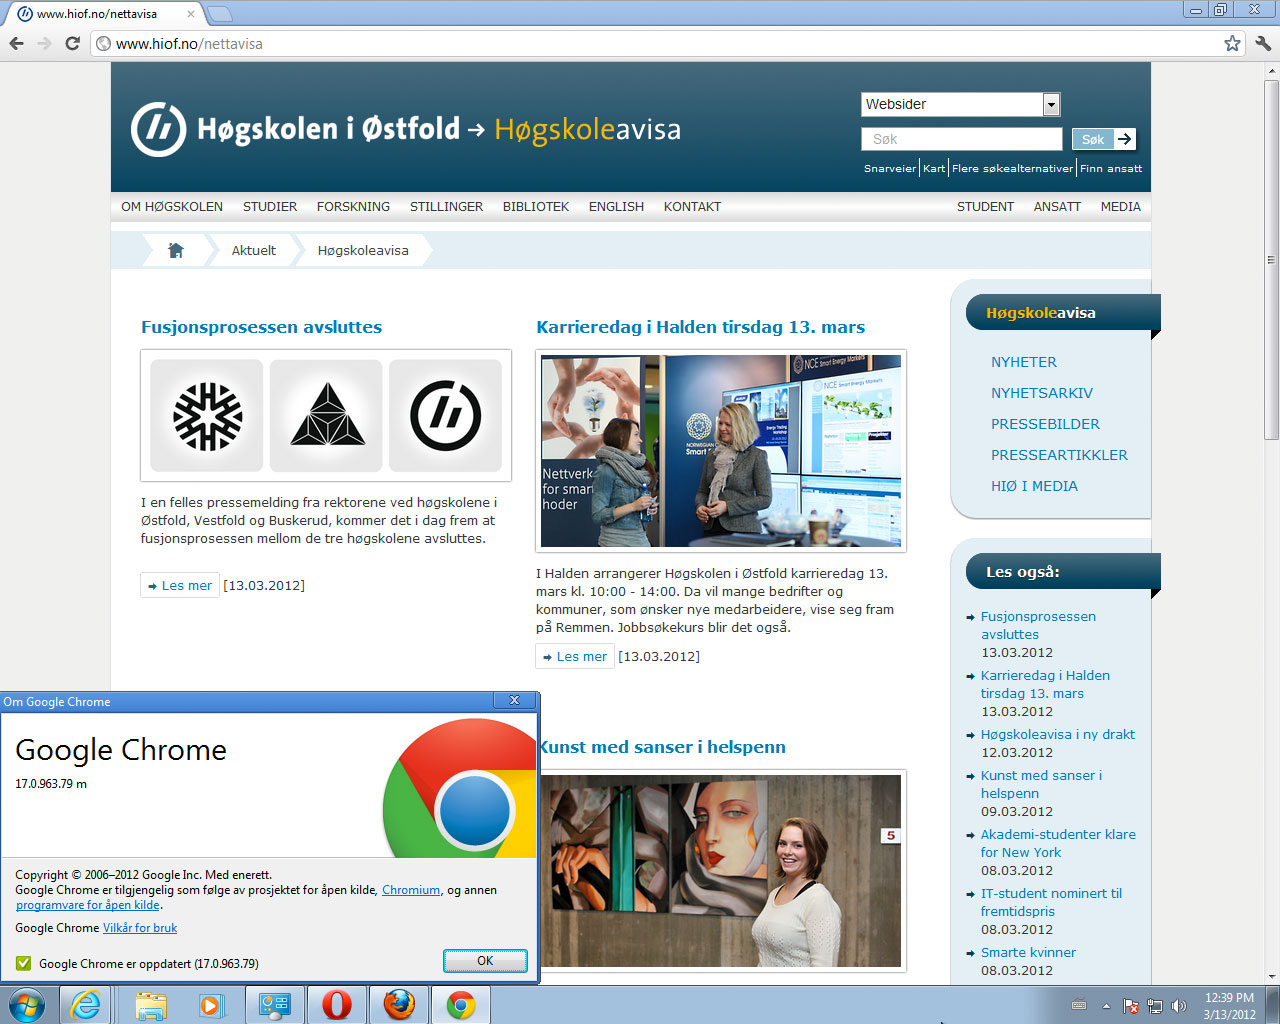 www.hiof.no/nettavisa
www.hiof.no/nettavisa
Høgskolen i Østfold → Høgskoleavisa
Websider
Søk
Søk
Snarveier Kart Flere søkealternativer Finn ansatt
OM HØGSKOLEN STUDIER FORSKNING STILLINGER BIBLIOTEK ENGLISH KONTAKT STUDENT ANSATT MEDIA
Aktuelt Høgskoleavisa
Fusjonsprosessen avsluttes
I en felles pressemelding fra rektorene ved høgskolene i
Østfold, Vestfold og Buskerud, kommer det i dag frem at
fusjonsprosessen mellom de tre høgskolene avsluttes.
Les mer [13.03.2012]
Karrieredag i Halden tirsdag 13. mars
NCE Smart Energy Markets
NCE Smart Energy Markets
Nettverk
for smar
hoder
I Halden arrangerer Høgskolen i Østfold karrieredag 13.
mars kl. 10:00 - 14:00. Da vil mange bedrifter og
kommuner, som ønsker nye medarbeidere, vise seg fram
på Remmen. Jobbsøkekurs blir det også.
Les mer [13.03.2012]
Kunst med sanser i helspenn
5
Høgskoleavisa
NYHETER
NYHETSARKIV
PRESSEBILDER
PRESSEARTIKKLER
HIØ I MEDIA
Les også:
Fusjonsprosessen
avsluttes
13.03.2012
Karrieredag i Halden
tirsdag 13. mars
13.03.2012
Høgskoleavisa i ny drakt
12.03.2012
Kunst med sanser i
helspenn
09.03.2012
Akademi-studenter klare
for New York
08.03.2012
IT-student nominert til
fremtidspris
08.03.2012
Smarte kvinner
08.03.2012
Om Google Chrome
Google Chrome
17.0.963.79 m
Copyright © 2006–2012 Google Inc. Med enerett.
Google Chrome er tilgjengelig som følge av prosjektet for åpen kilde, Chromium, og annen
programvare for åpen kilde.
Google Chrome Vilkår for bruk
Google Chrome er oppdatert (17.0.963.79)
OK
12:39 PM
3/13/2012